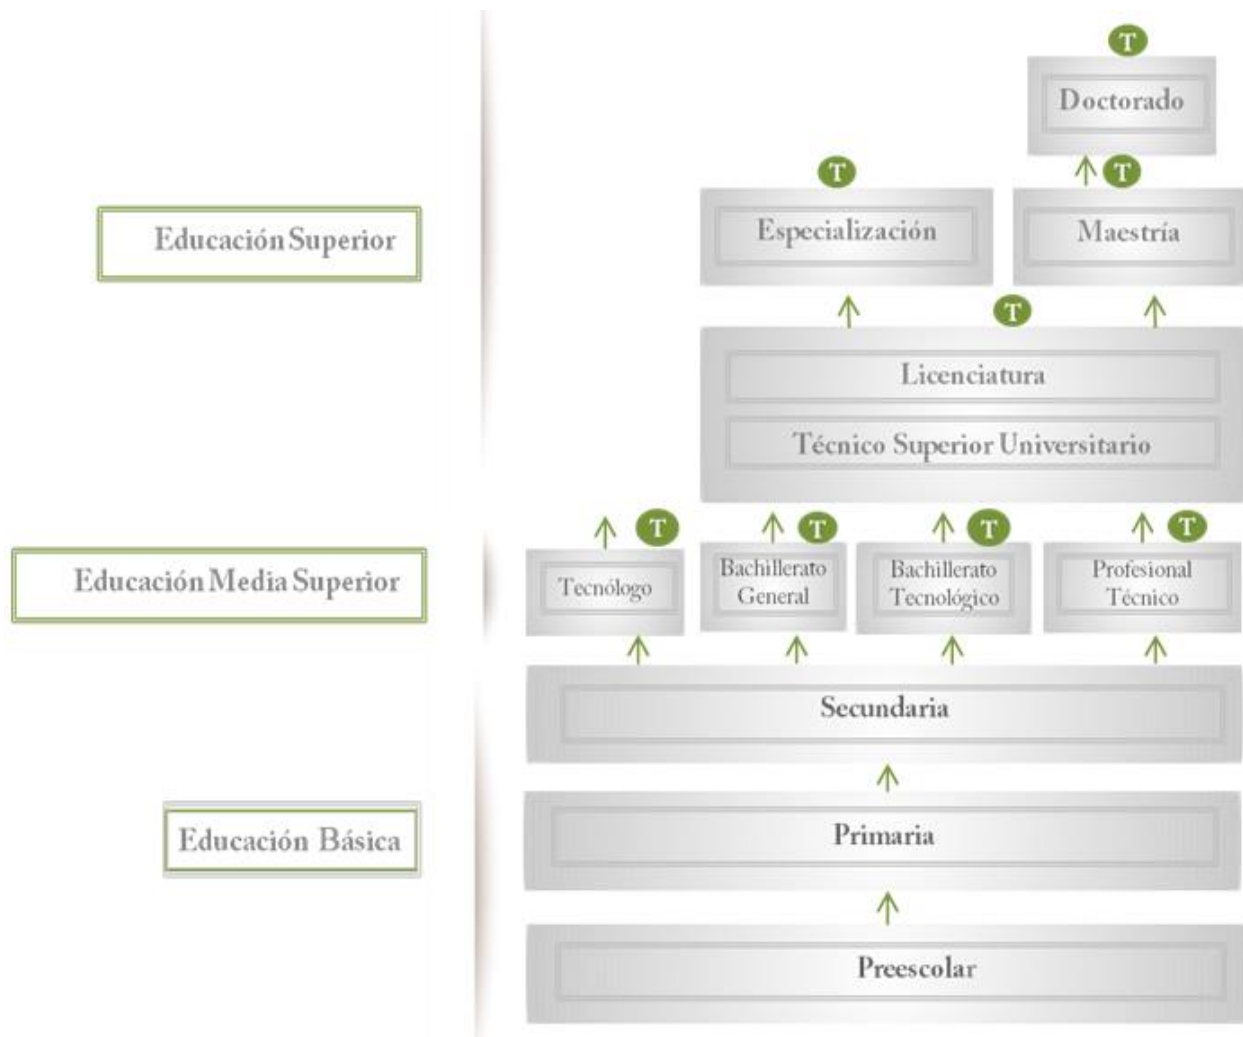 T
Doctorado
T
T
Educación Superior
Especialización
Maestría
T
Licenciatura
Técnico Superior Universitario
T
T
T
T
Educación Media Superior
Tecnólogo
Bachillerato
General
Bachillerato
Tecnológico
Profesional
Técnico
Secundaria
Educación Básica
Primaria
Preescolar